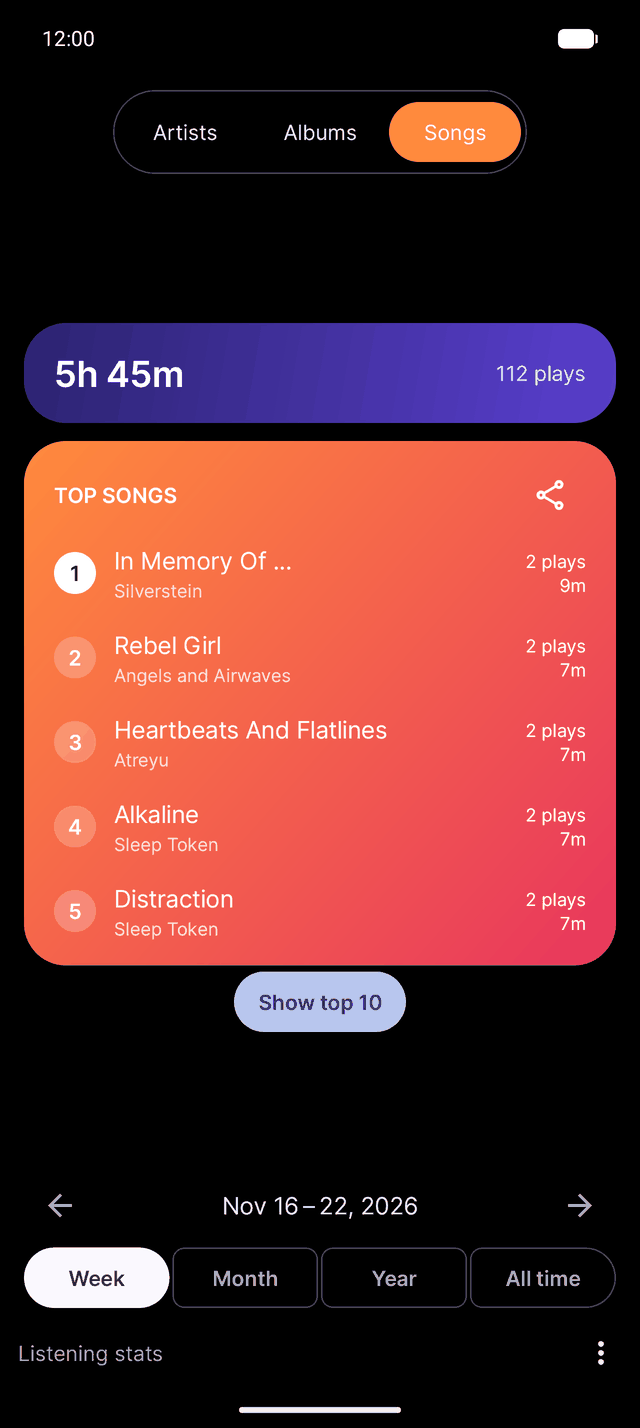 12:00
Artists Albums Songs
5h 45m 112 plays
TOP SONGS
1 In Memory Of ... 2 plays
Silverstein 9m
2 Rebel Girl 2 plays
Angels and Airwaves 7m
3 Heartbeats And Flatlines 2 plays
Atreyu 7m
4 Alkaline 2 plays
Sleep Token 7m
5 Distraction 2 plays
Sleep Token 7m
Show top 10
Nov 16 – 22, 2026
Week Month Year All time
Listening stats